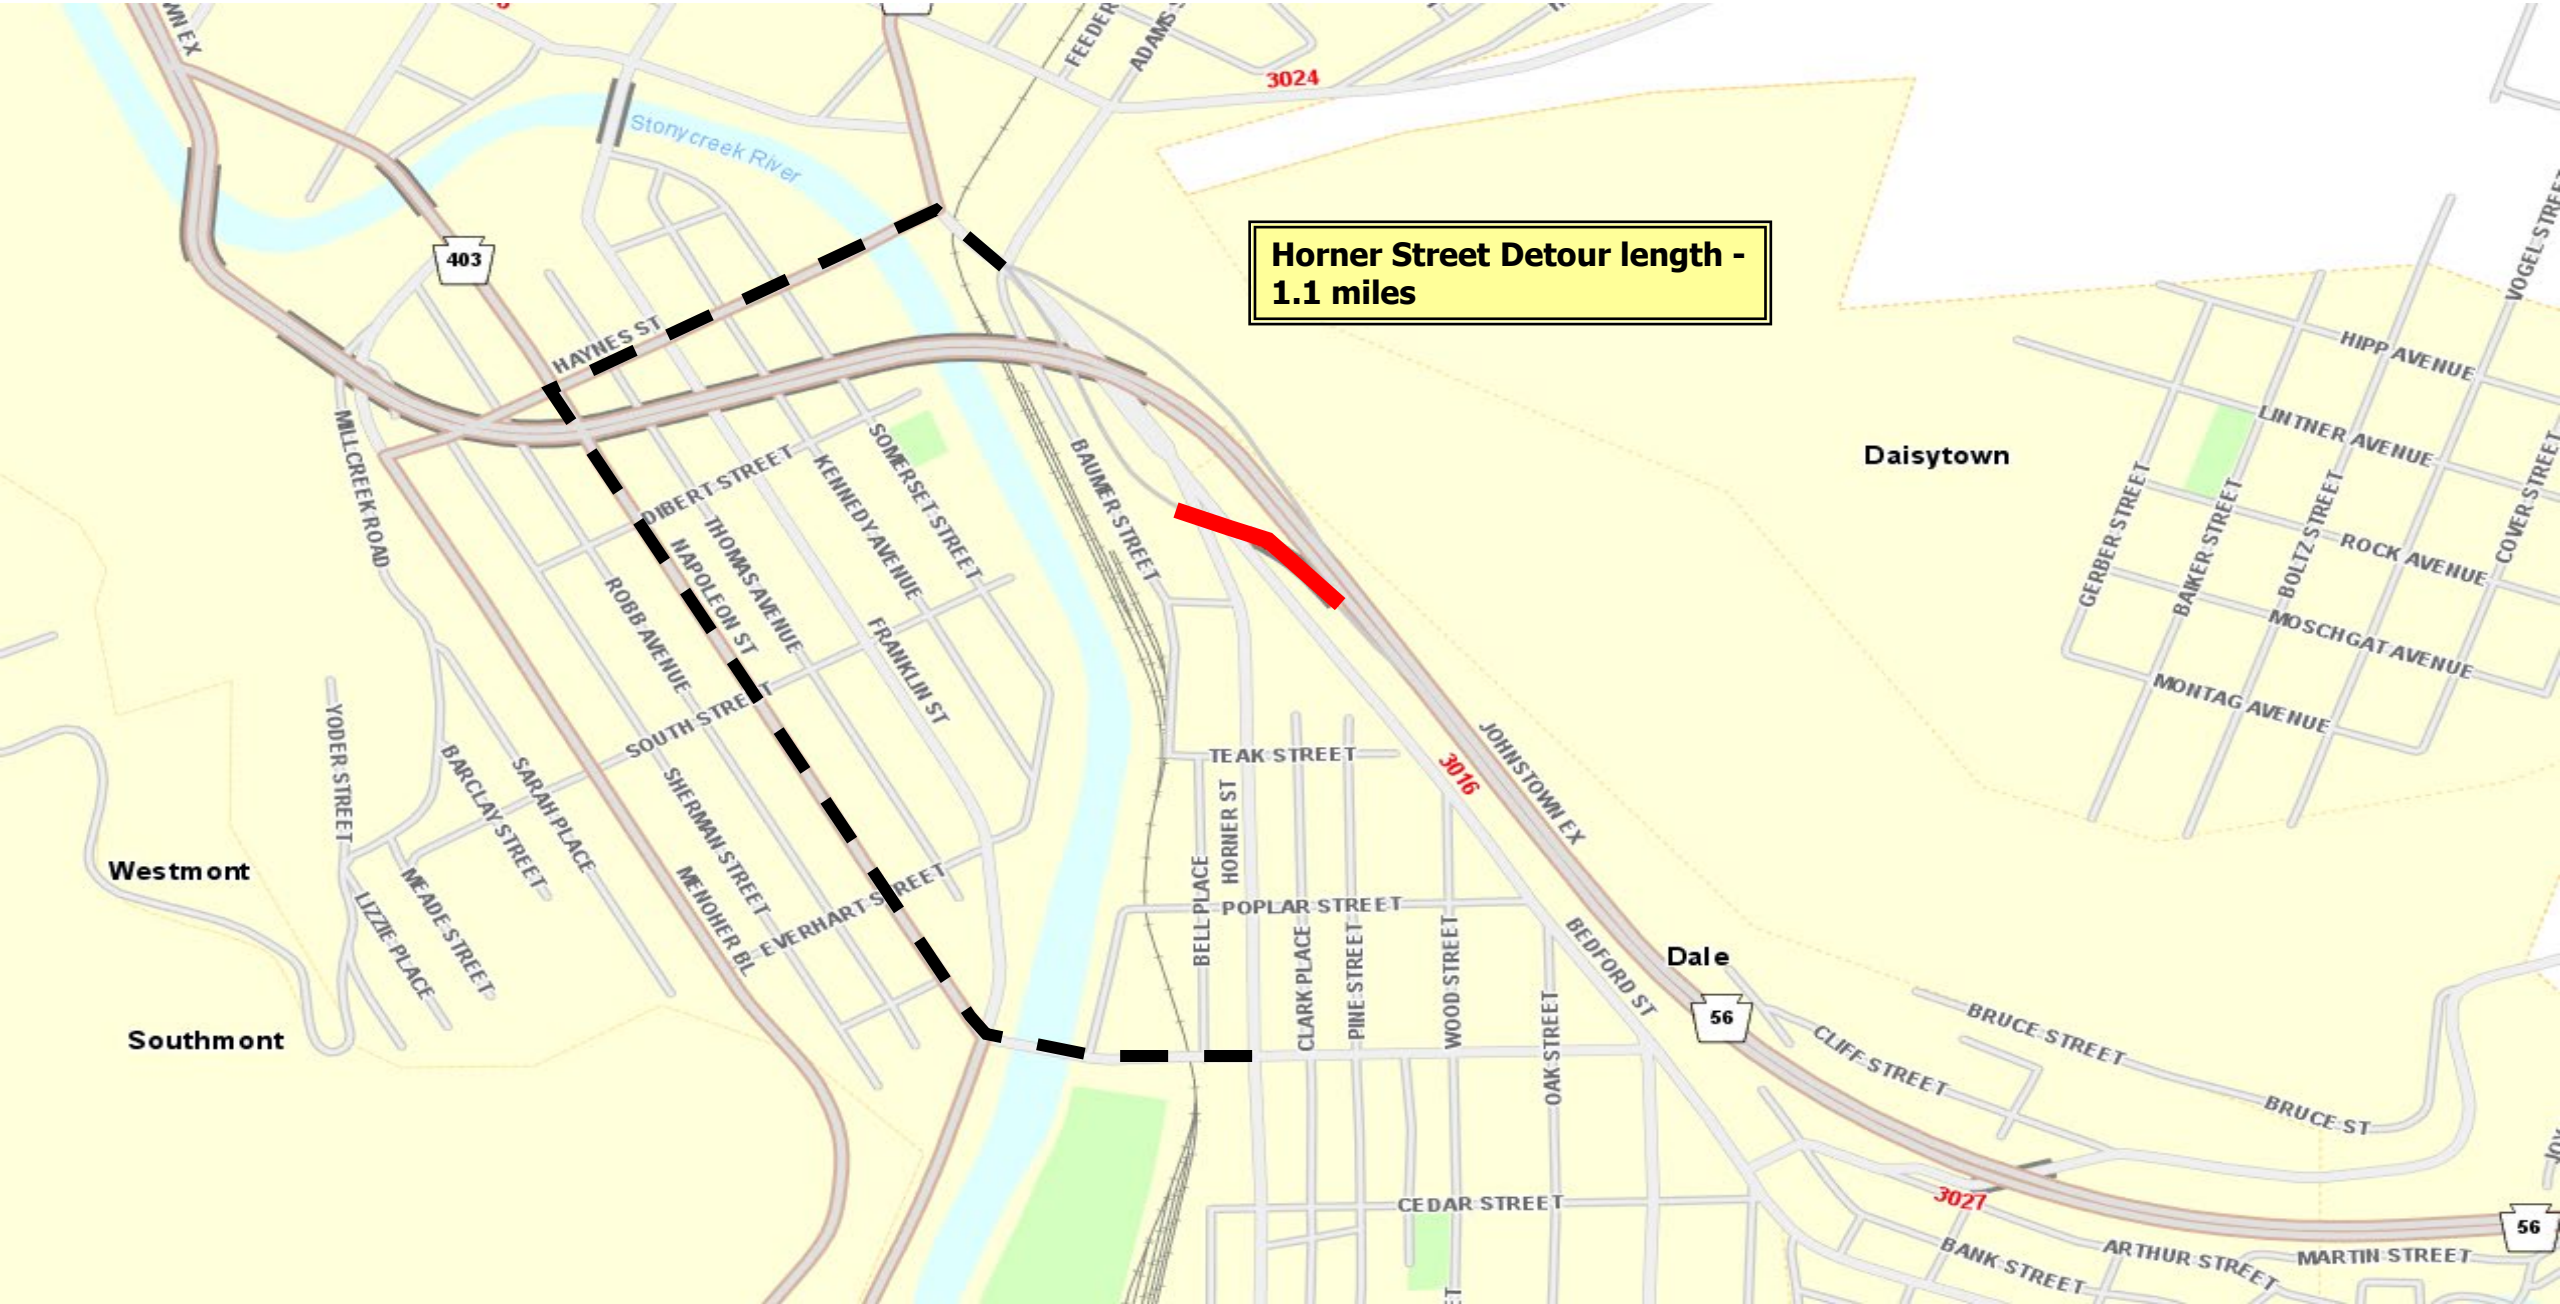 WN EX
FEEDER
ADAMS
3024
Stonycreek River
403
Horner Street Detour length -
1.1 miles
VOGEL STREET
HAYNES ST
HIPP AVENUE
LINTNER AVENUE
Daisytown
MILLCREEK ROAD
DIBERT STREET
SOMERSET STREET
KENNEDY AVENUE
BAUMER STREET
THOMAS AVENUE
NAPOLEON ST
ROBB AVENUE
FRANKLIN ST
SOUTH STREET
GERBER STREET
BAKER STREET
BOLTZ STREET
COVER STREET
ROCK AVENUE
MOSCHGAT AVENUE
MONTAG AVENUE
YODER STREET
BARCLAY STREET
SARAH PLACE
SHERMAN STREET
TEAK STREET
3016
JOHNSTOWN EX
HORNER ST
BELL PLACE
Westmont
LIZZIE PLACE
MEADE STREET
MENOHER BL
EVERHART STREET
POPLAR STREET
CLARK PLACE
PINE STREET
WOOD STREET
OAK STREET
BEDFORD ST
Dale
56
Southmont
BRUCE STREET
CLIFF STREET
BRUCE ST
JOY
CEDAR STREET
3027
56
BANK STREET
ARTHUR STREET
MARTIN STREET
ET